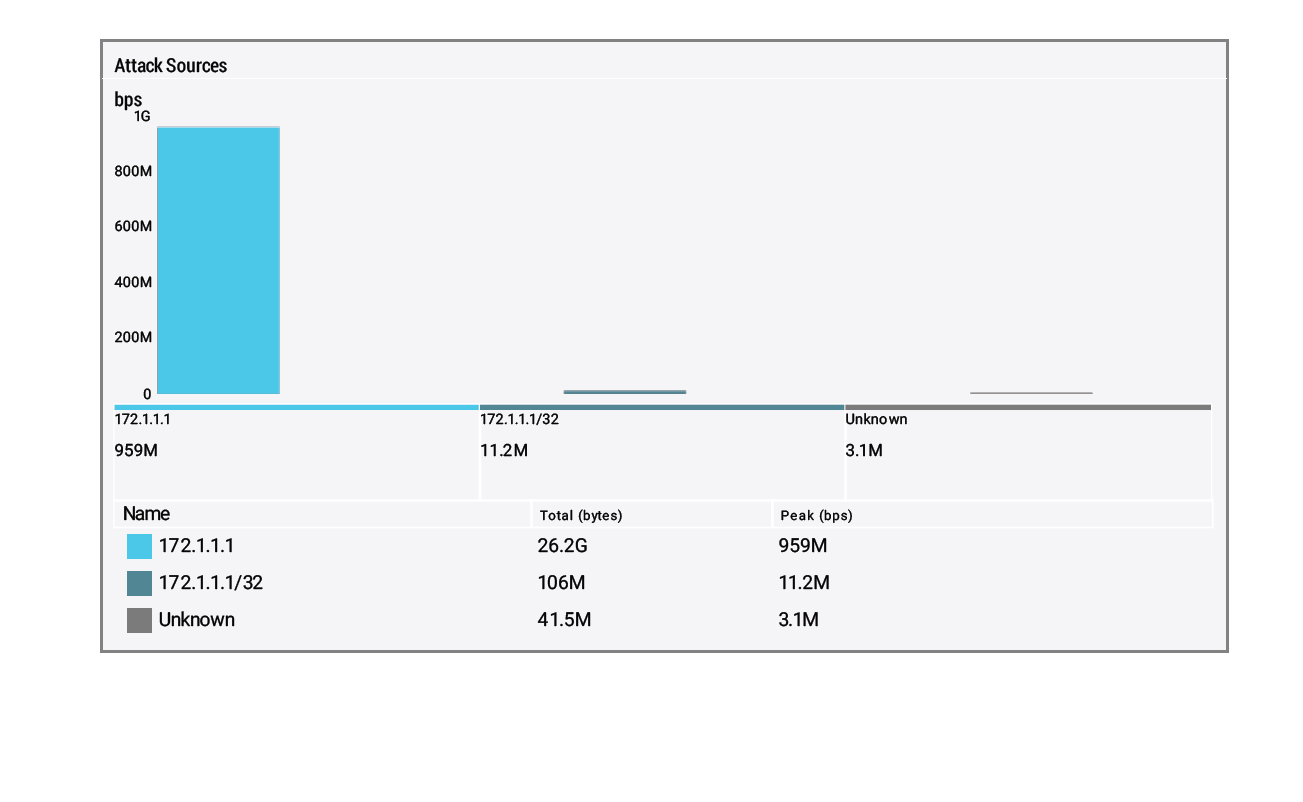 Attack Sources
bps
1G
800M
600M
400M
200M
0
172.1.1.1 172.1.1.1/32 Unknown
959M 11.2M 3.1M
Name Total (bytes) Peak (bps)
172.1.1.1 26.2G 959M
172.1.1.1/32 106M 11.2M
Unknown 41.5M 3.1M